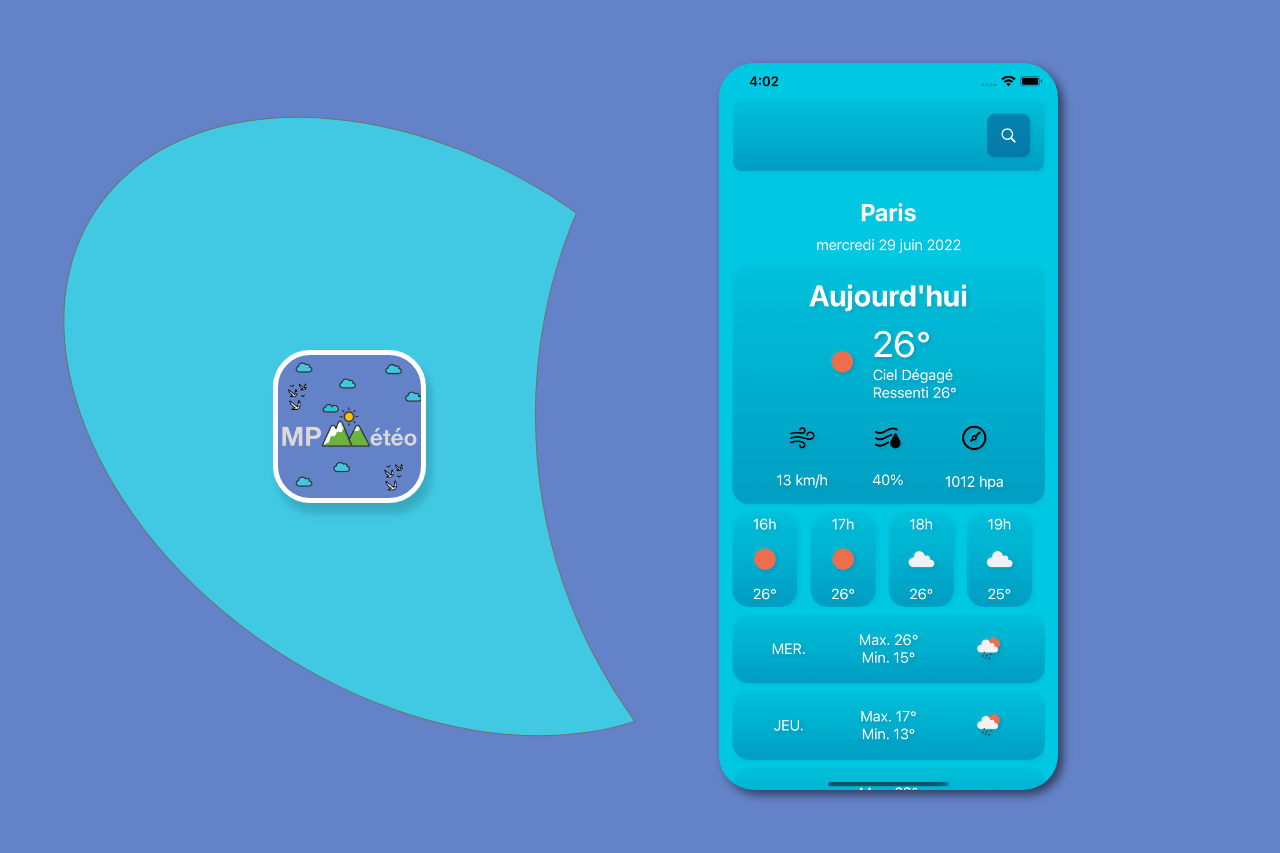 MP étéo
4:02
Paris
mercredi 29 juin 2022
Aujourd'hui
26°
Ciel Dégagé
Ressenti 26°
13 km/h 40% 1012 hpa
16h 17h 18h 19h
26° 26° 26° 25°
Max. 26°
MER.
Min. 15°
Max. 17°
JEU.
Min. 13°